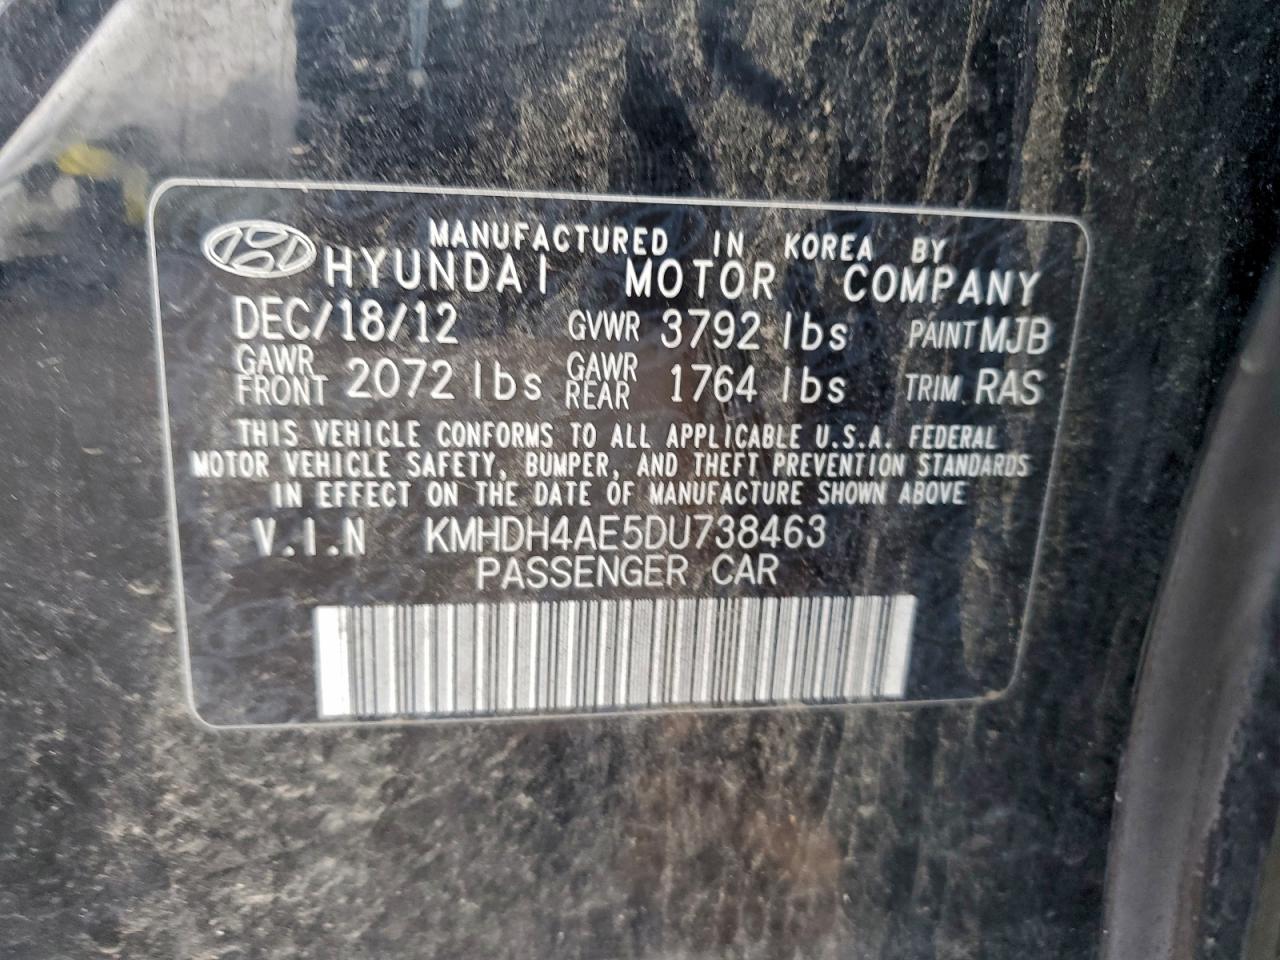 MANUFACTURED IN KOREA BY
HYUNDAI MOTOR COMPANY
DEC/18/12 GVWR 3792 lbs PAINT MJB
GAWR FRONT 2072 lbs GAWR REAR 1764 lbs TRIM RAS
THIS VEHICLE CONFORMS TO ALL APPLICABLE U.S.A. FEDERAL
MOTOR VEHICLE SAFETY, BUMPER, AND THEFT PREVENTION STANDARDS
IN EFFECT ON THE DATE OF MANUFACTURE SHOWN ABOVE
V.I.N KMHDH4AE5DU738463
PASSENGER CAR